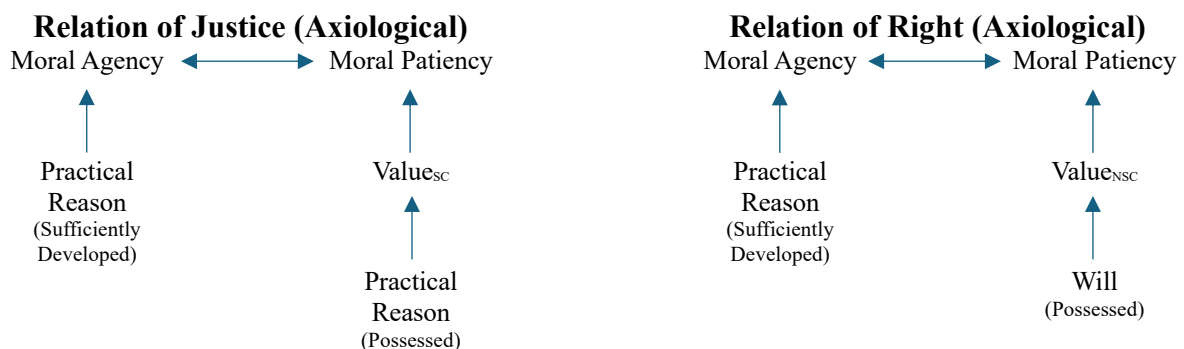 Relation of Justice (Axiological)
Moral Agency
Moral Patiency
Practical
Reason
(Sufficiently
Developed)
ValueSC
Practical
Reason
(Possessed)
Relation of Right (Axiological)
Moral Agency
Moral Patiency
Practical
Reason
(Sufficiently
Developed)
ValueNSC
Will
(Possessed)